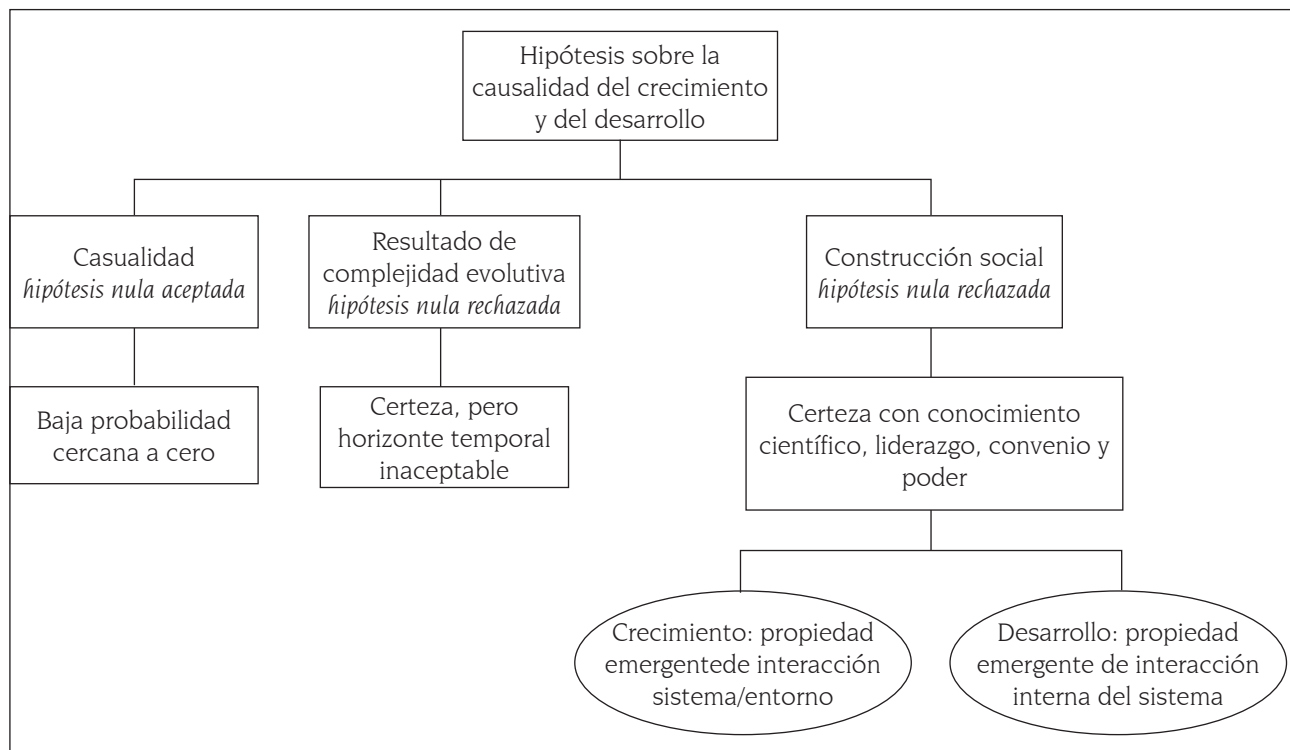 Hipótesis sobre la
causalidad del crecimiento
y del desarrollo
Casualidad
hipótesis nula aceptada
Resultado de
complejidad evolutiva
hipótesis nula rechazada
Construcción social
hipótesis nula rechazada
Baja probabilidad
cercana a cero
Certeza, pero
horizonte temporal
inaceptable
Certeza con conocimiento
científico, liderazgo, convenio y
poder
Crecimiento: propiedad
emergentede interacción
sistema/entorno
Desarrollo: propiedad
emergente de interacción
interna del sistema